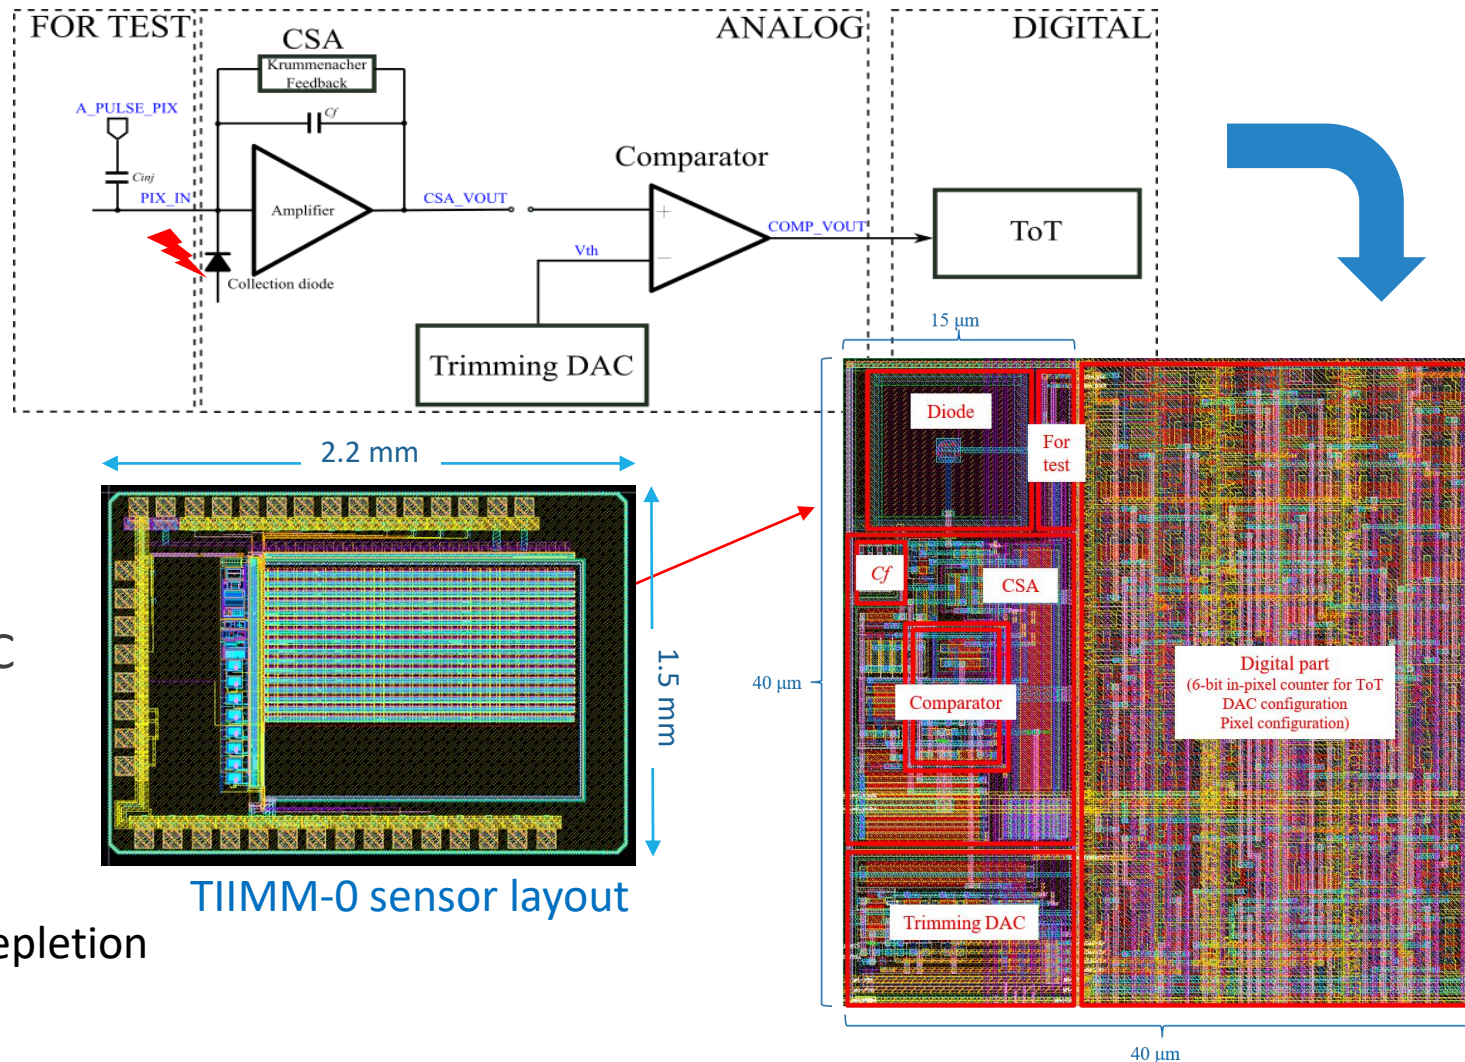 FOR TEST
ANALOG
DIGITAL
CSA
Krummenacher
Feedback
A_PULSE_PIX
Cf
Comparator
Cinj
PIX_IN
Amplifier
CSA_VOUT
+
COMP_VOUT
ToT
Vth
−
Collection diode
Trimming DAC
15 μm
2.2 mm
1.5 mm
TIIMM-0 sensor layout
C
epletion
Diode
For
test
Cf
CSA
40 μm
Comparator
Digital part
(6-bit in-pixel counter for ToT
DAC configuration
Pixel configuration)
Trimming DAC
40 μm